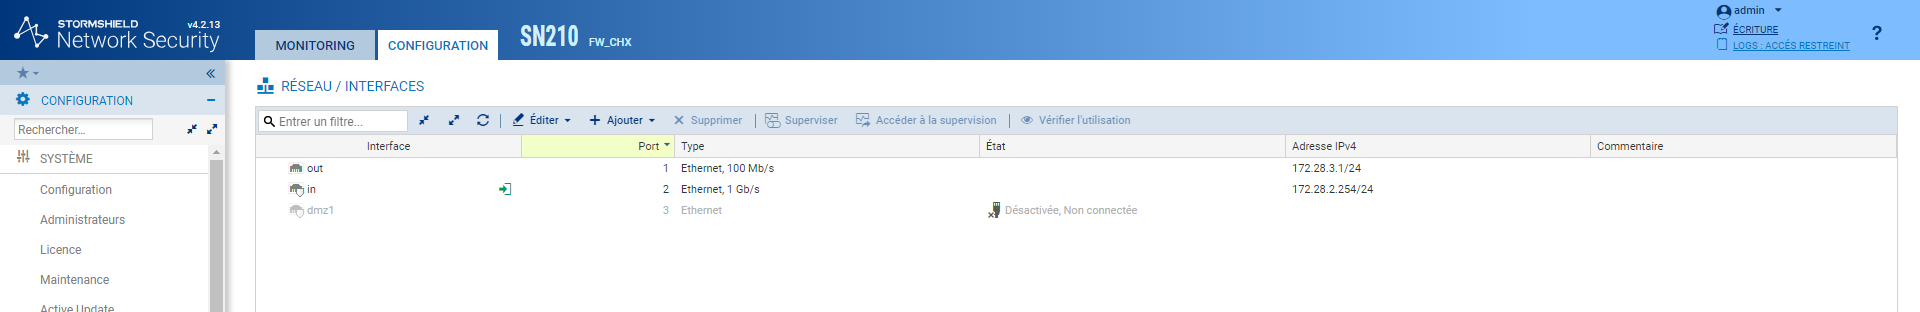 STORMSHIELD v4.2.13
Network Security
MONITORING CONFIGURATION SN210 FW_CHX
admin
ÉCRITURE
LOGS : ACCÈS RESTREINT
?
CONFIGURATION
Rechercher...
SYSTÈME
Configuration
Administrateurs
Licence
Maintenance
Active Update
RÉSEAU / INTERFACES
Entrer un filtre... Éditer Ajouter Supprimer Superviser Accéder à la supervision Vérifier l'utilisation
Interface Port Type État Adresse IPv4 Commentaire
out 1 Ethernet, 100 Mb/s 172.28.3.1/24
in 2 Ethernet, 1 Gb/s 172.28.2.254/24
dmz1 3 Ethernet Désactivée, Non connectée